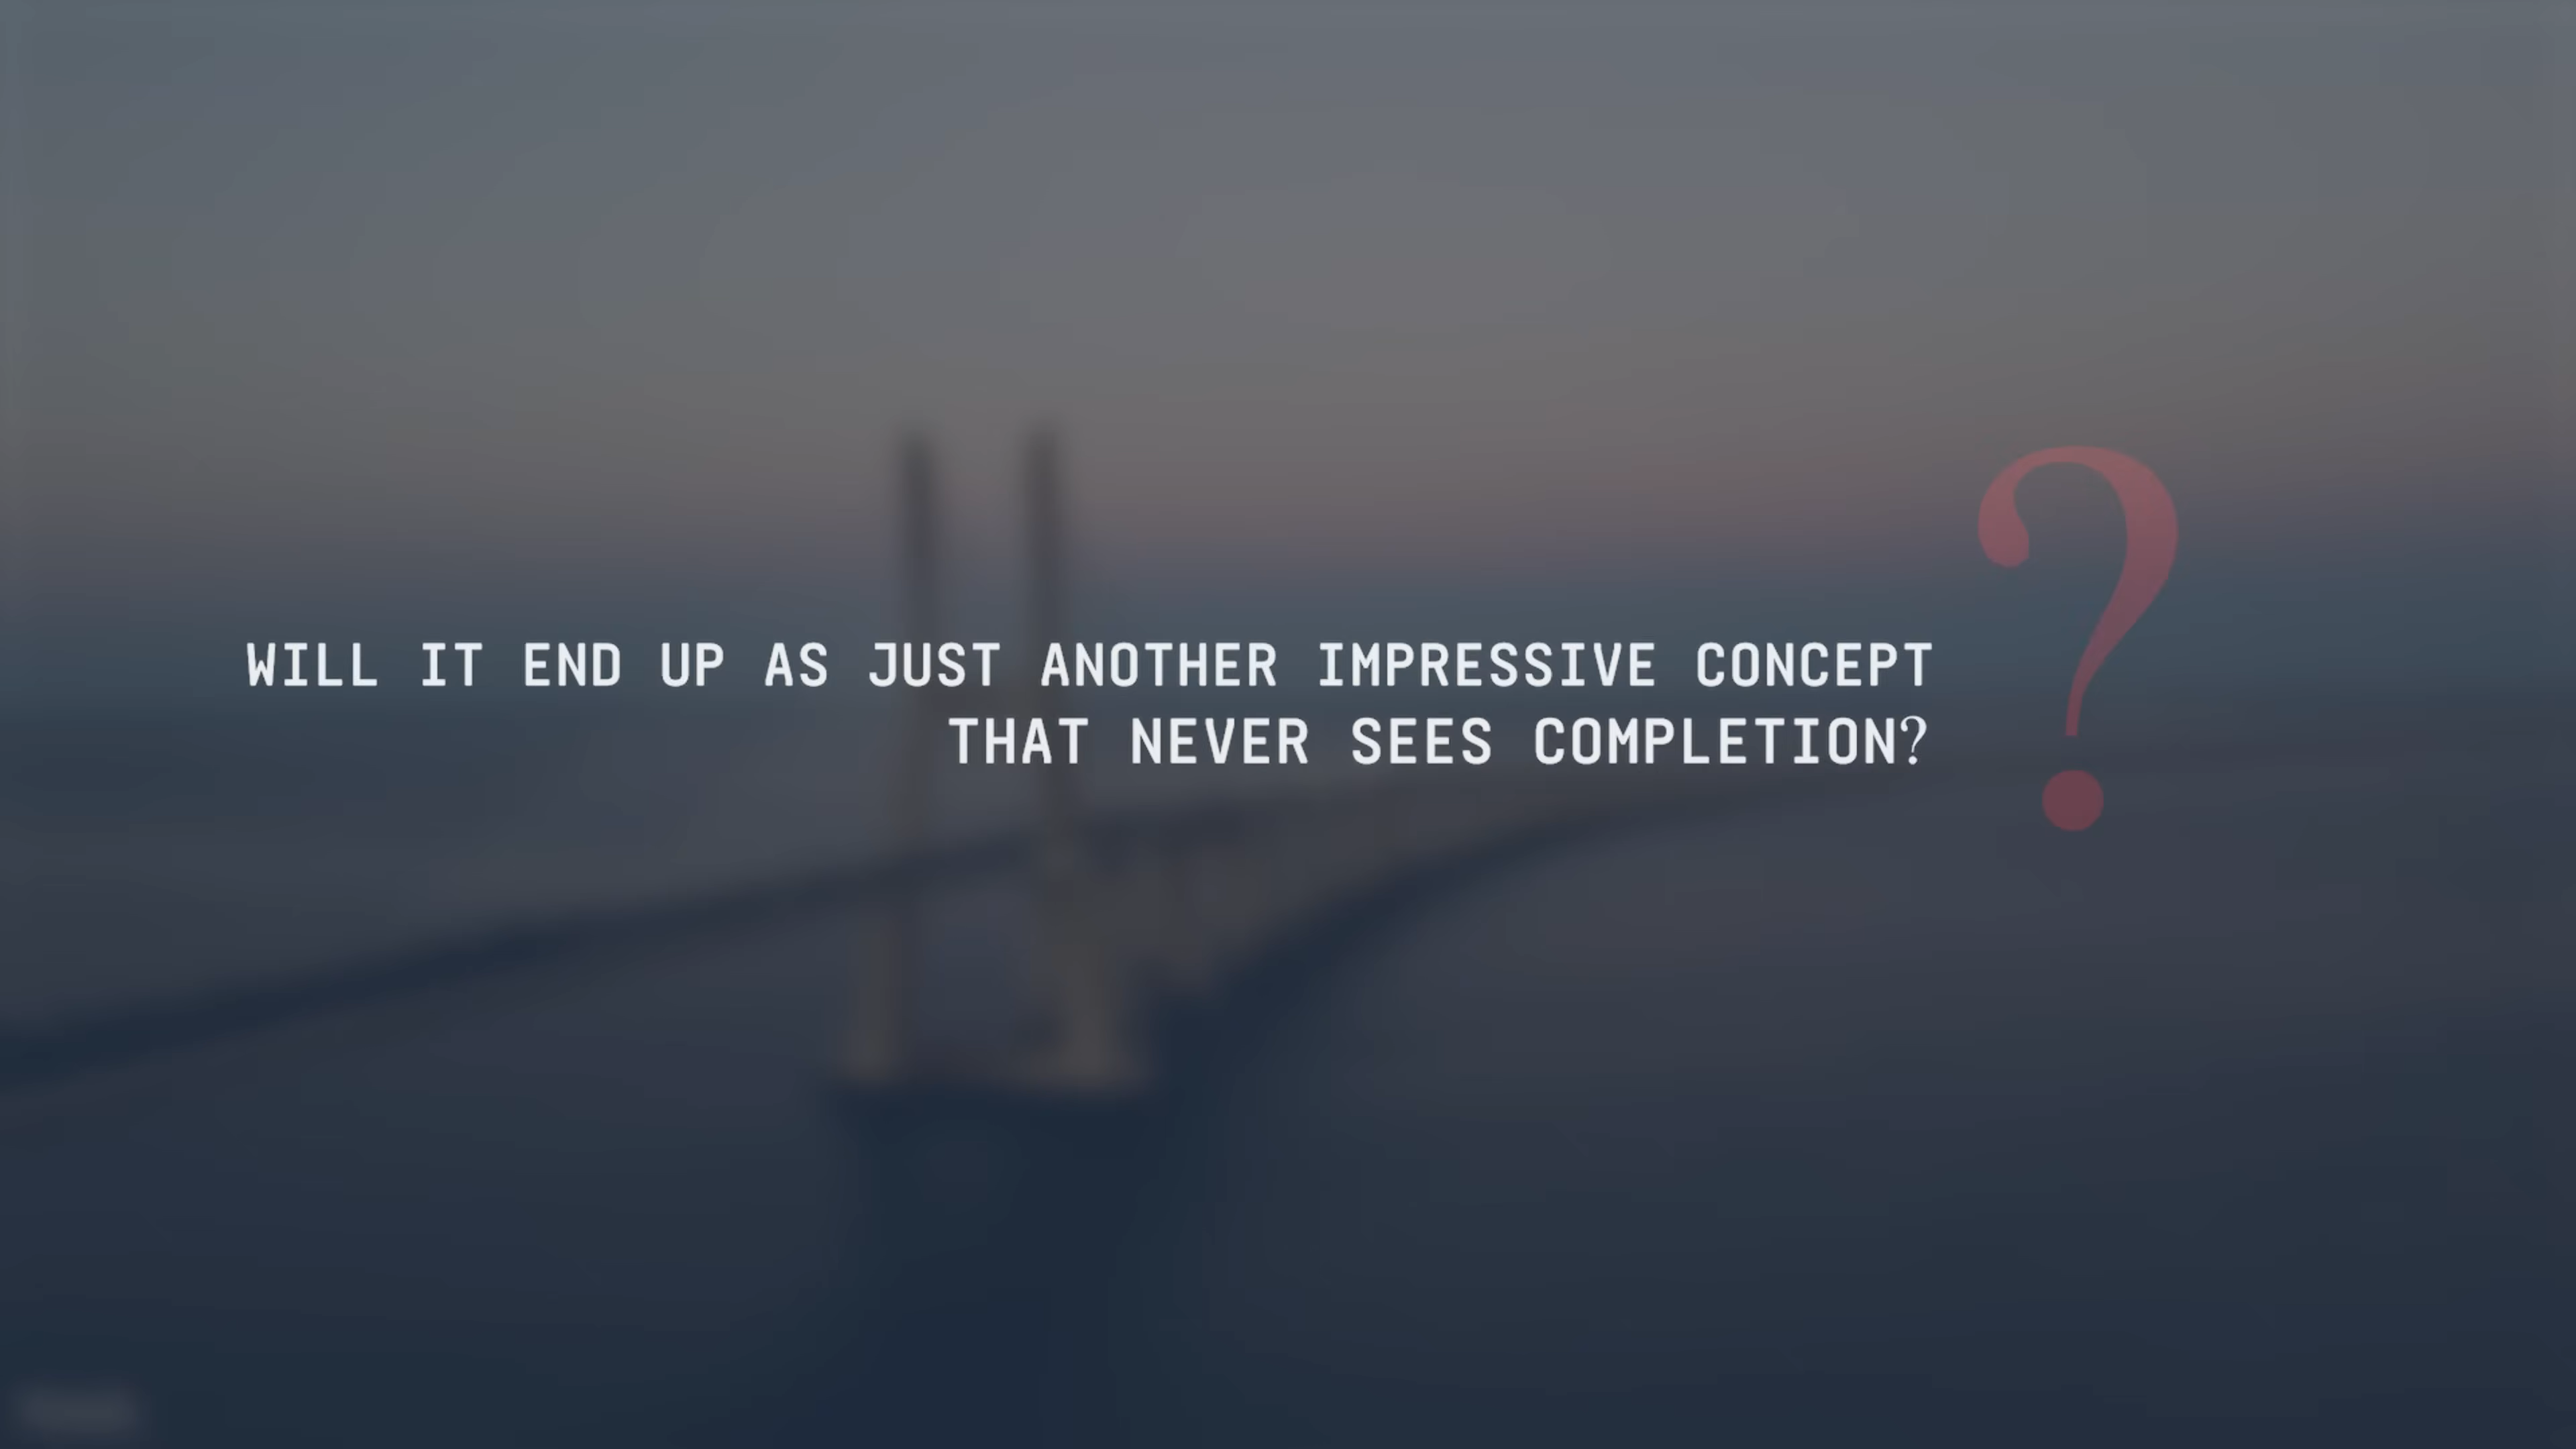 WILL IT END UP AS JUST ANOTHER IMPRESSIVE CONCEPT
THAT NEVER SEES COMPLETION?
?